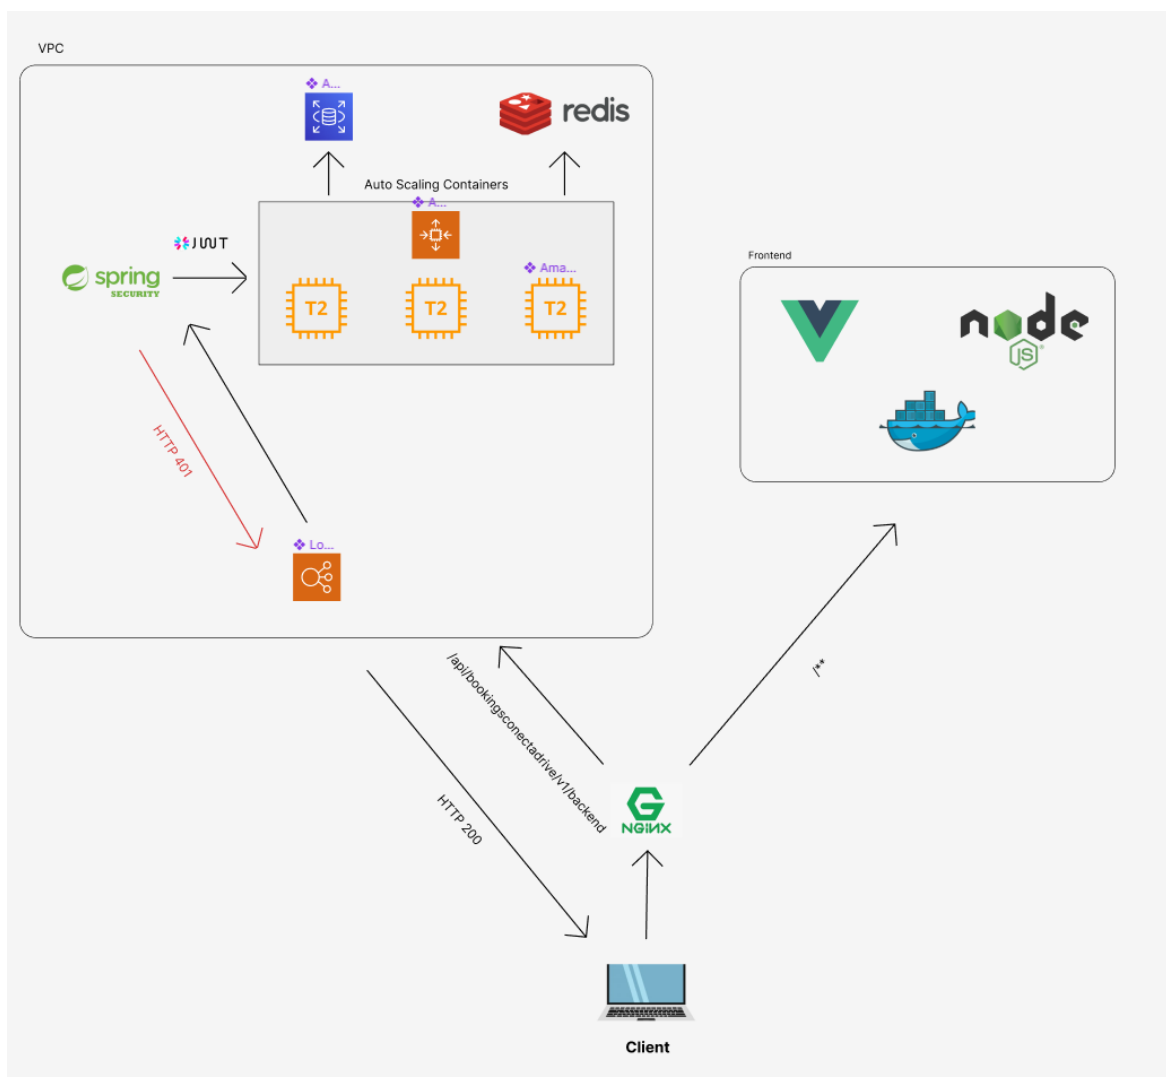 VPC
A...
redis
Auto Scaling Containers
A...
JWT
spring
SECURITY
Ama...
T2
T2
T2
Frontend
node
JS
HTTP 401
Lo...
/api/bookingsconectadrive/v1/backend
/**
HTTP 200
G
NGINX
Client